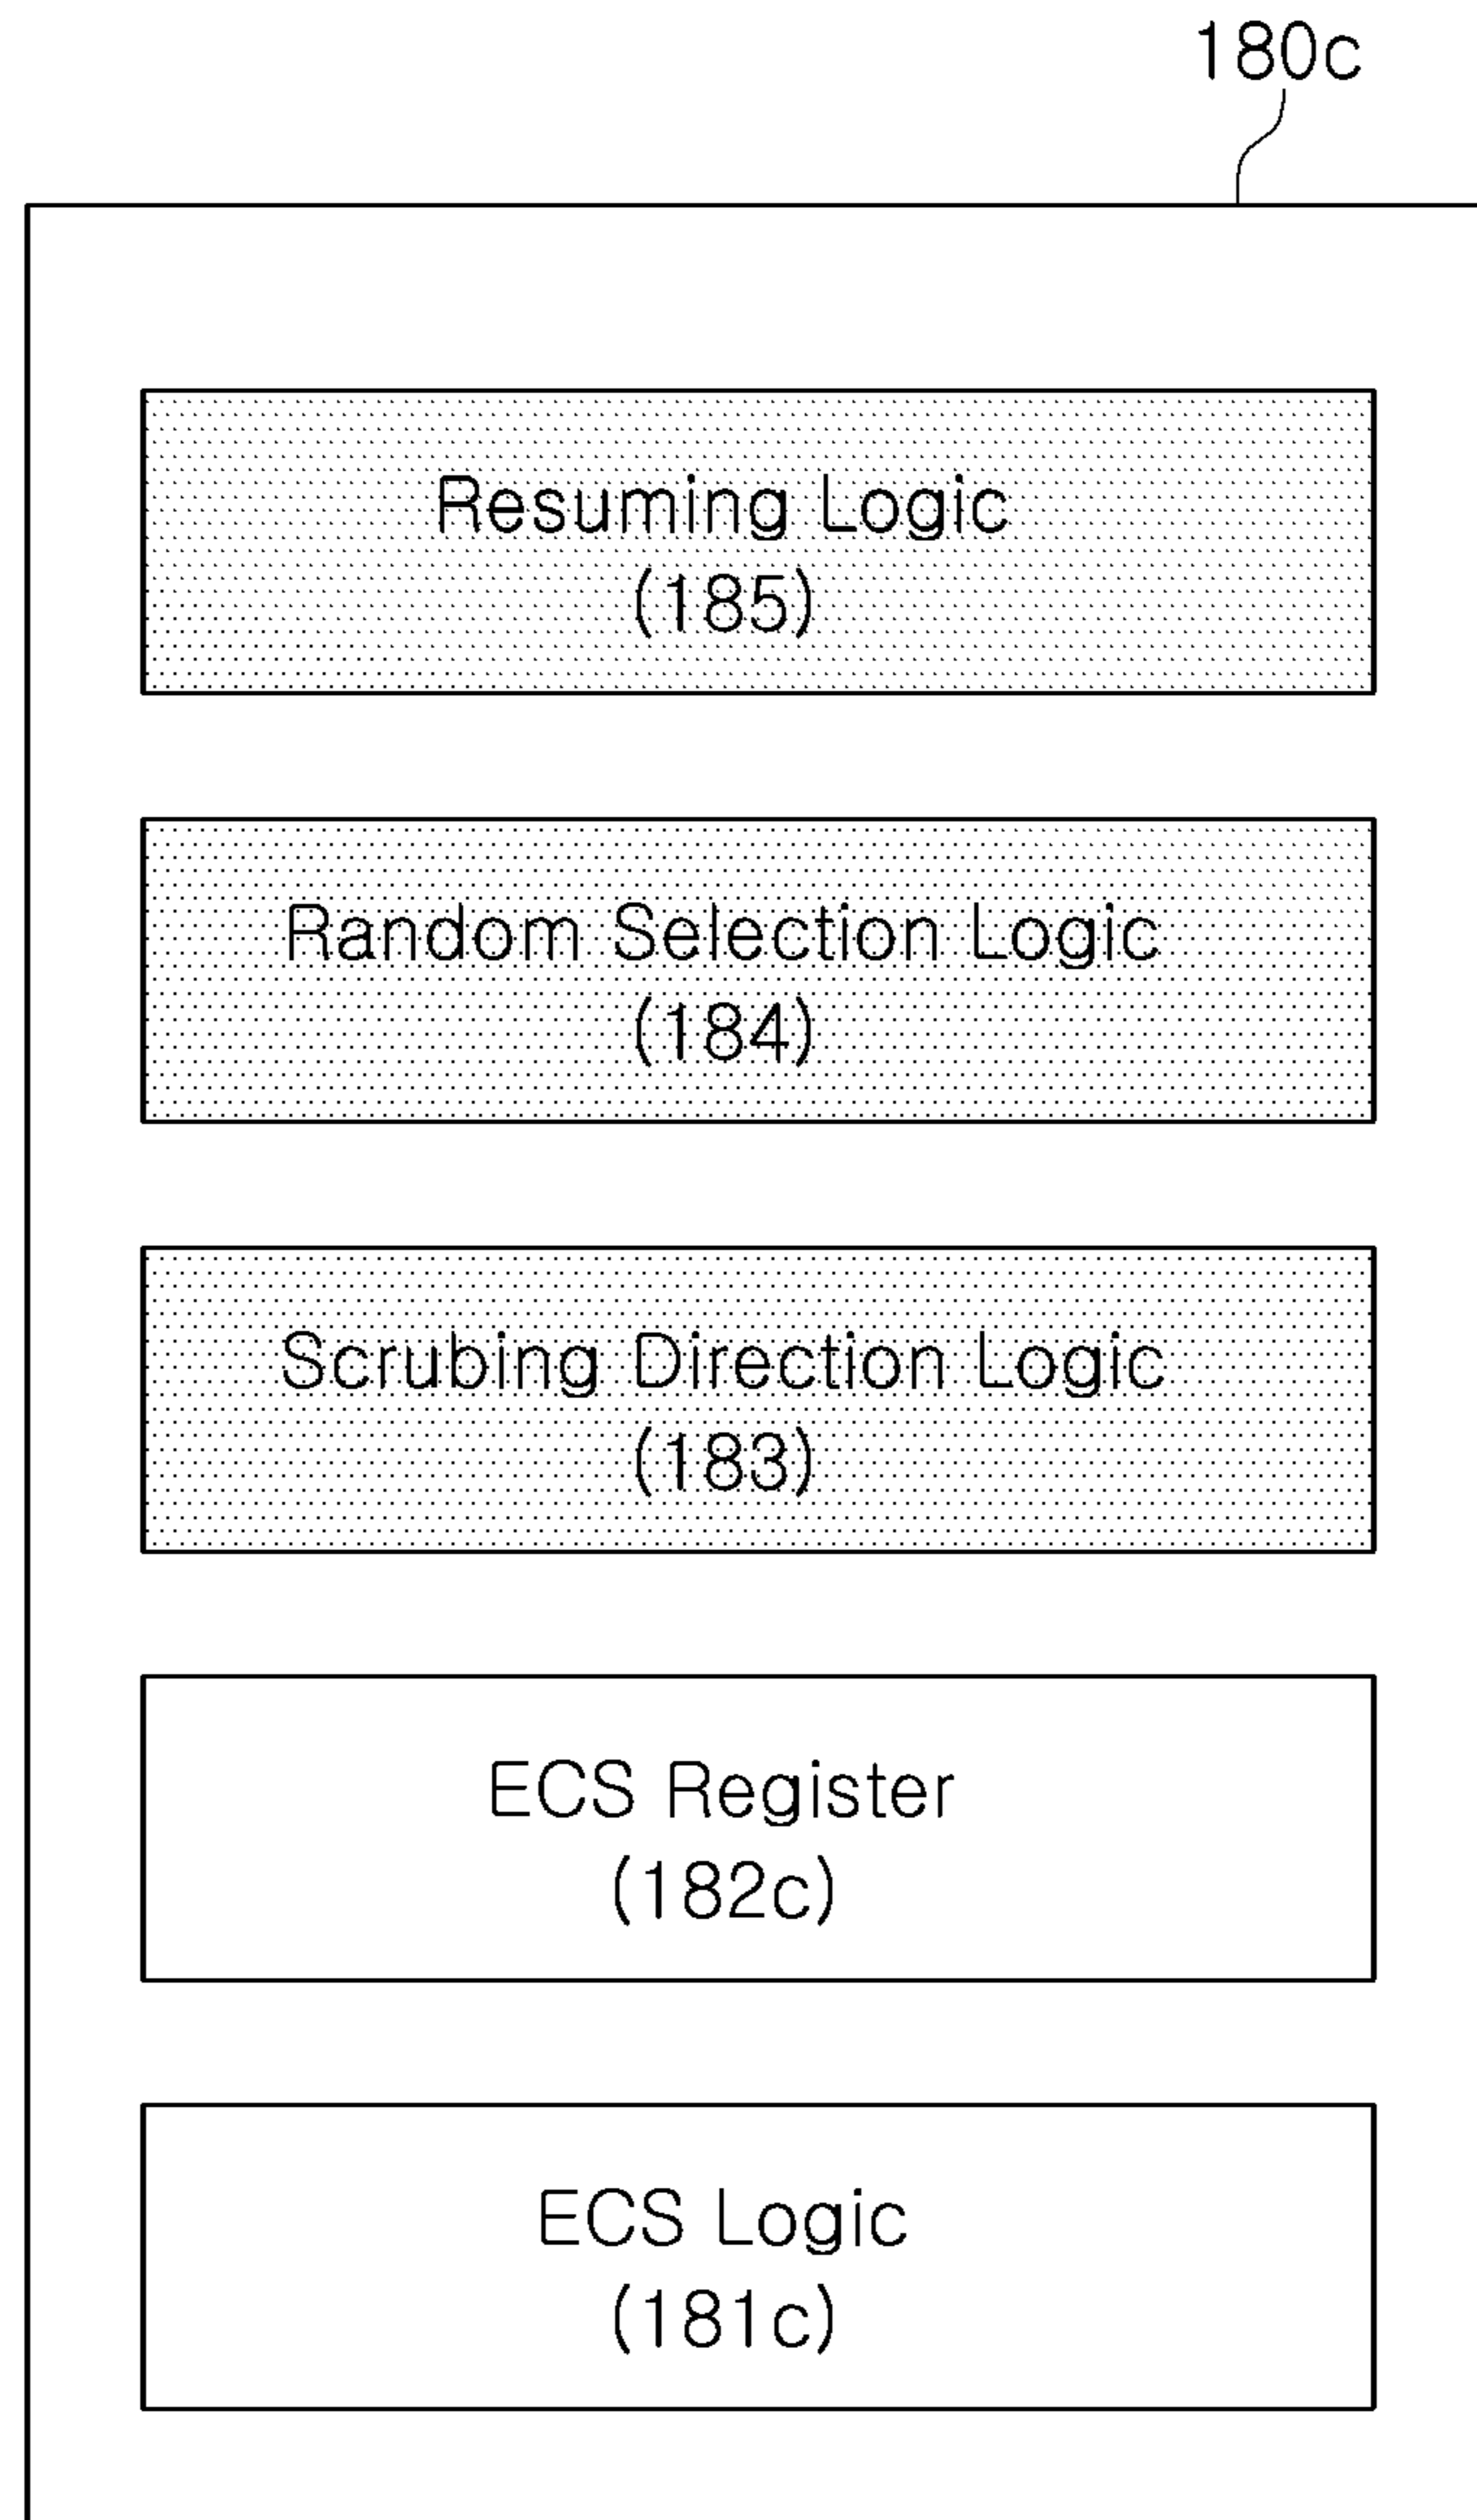 180c
Resuming Logic
(185)
Random Selection Logic
(184)
Scrubing Direction Logic
(183)
ECS Register
(182c)
ECS Logic
(181c)